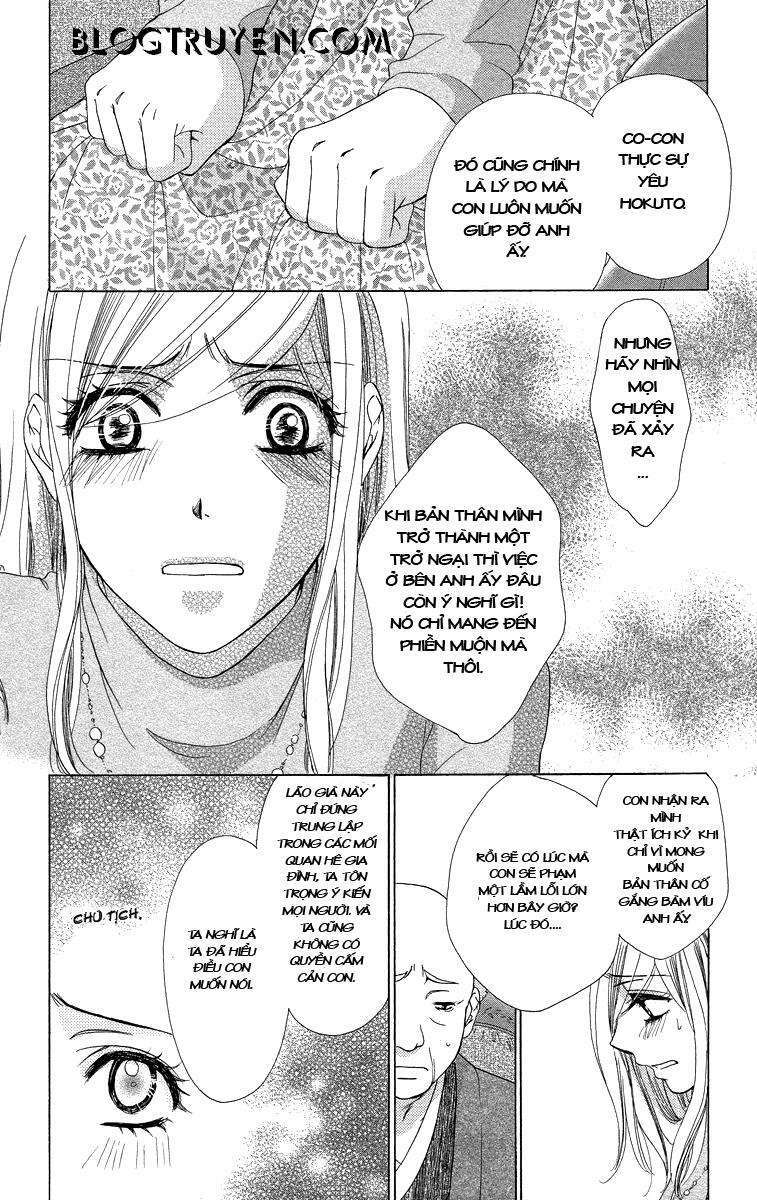 BLOGTRUYEN.COM
CO-CON
THỰC SỰ
YÊU
HOKUTO.
ĐÓ CŨNG CHÍNH
LÀ LÝ DO MÀ
CON LUÔN MUỐN
GIÚP ĐỠ ANH
ẤY
NHƯNG
HÃY NHÌN
MỌI
CHUYỆN
ĐÃ XẢY
RA
...
KHI BẢN THÂN MÌNH
TRỞ THÀNH MỘT
TRỞ NGẠI THÌ VIỆC
Ở BÊN ANH ẤY ĐÂU
CÒN Ý NGHĨ GÌ!
NÓ CHỈ MANG ĐẾN
PHIỀN MUỘN MÀ
THÔI.
CON NHẬN RA
MÌNH
THẬT ÍCH KỶ KHI
CHỈ VÌ MONG
MUỐN
BẢN THÂN CỐ
GẮNG BÁM VÍU
ANH ẤY
RỒI SẼ CÓ LÚC MÀ
CON SẼ PHẠM
MỘT LẦM LỖI LỚN
HƠN BÂY GIỜ?
LÚC ĐÓ....
LÃO GIÀ NÀY
CHỈ ĐỨNG
TRUNG LẬP
TRONG CÁC MỐI
QUAN HỆ GIA
ĐÌNH, TA TÔN
TRỌNG Ý KIẾN
MỌI NGƯỜI. VÀ
TA CŨNG
KHÔNG CÓ
QUYỀN CẤM
CẢN CON.
TA NGHĨ LÀ
TA ĐÃ HIỂU
ĐIỀU CON
MUỐN NÓI.
CHỦ TỊCH.